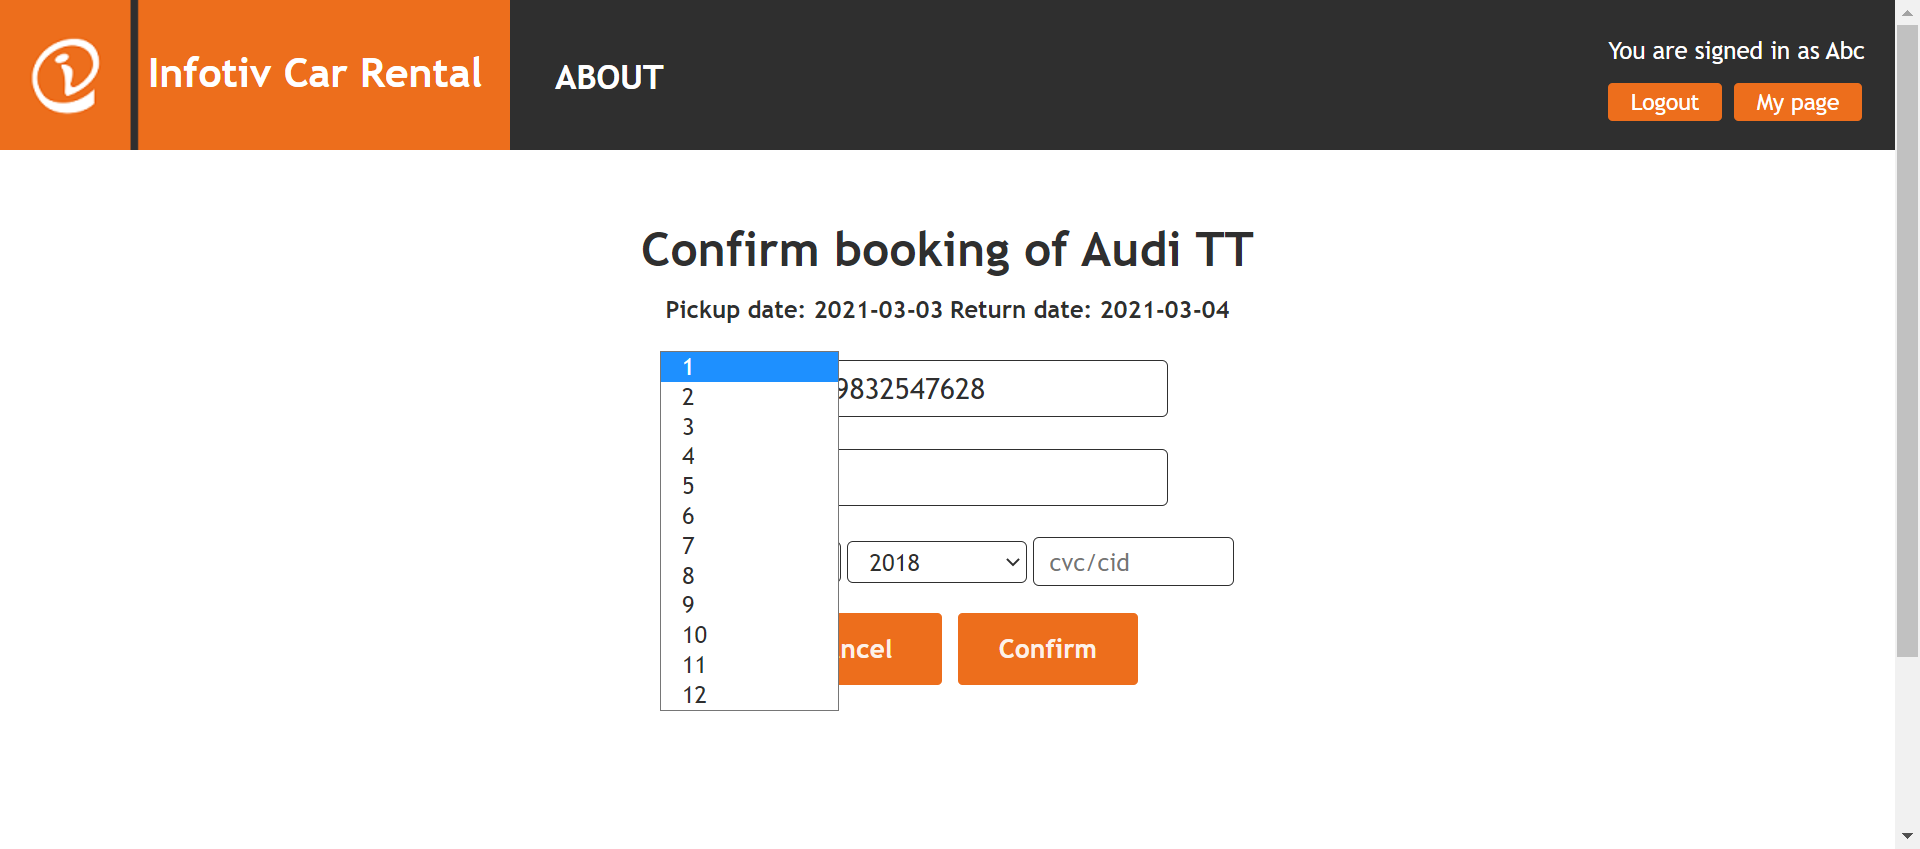 Infotiv Car Rental
ABOUT
You are signed in as Abc
Logout
My page
Confirm booking of Audi TT
Pickup date: 2021-03-03 Return date: 2021-03-04
1
2
3
4
5
6
7
8
9
10
11
12
9832547628
2018
cvc/cid
ncel
Confirm